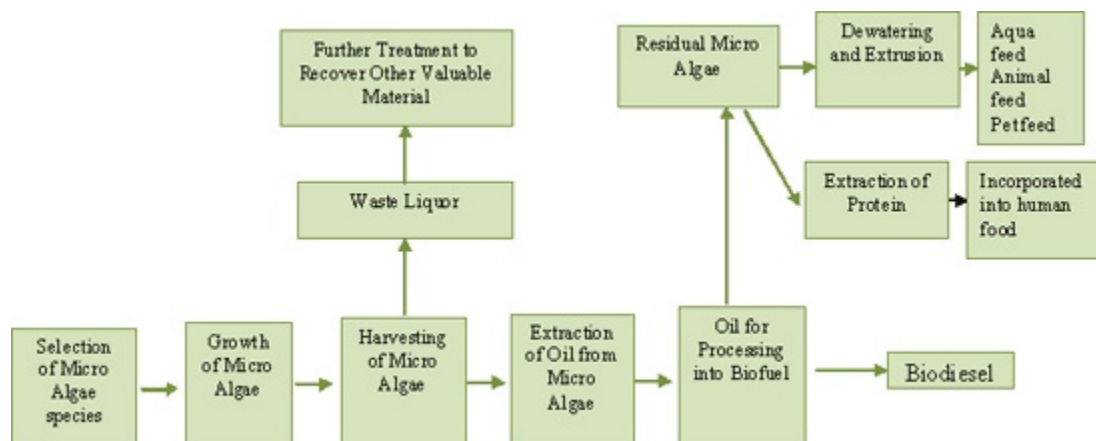 Further Treatment to
Recover Other Valuable
Material
Waste Liquor
Residual Micro
Algae
Dewatering
and Extrusion
Aqua
feed
Animal
feed
Petfeed
Extraction of
Protein
Incorporated
into human
food
Selection
of Micro
Algae
species
Growth
of Micro
Algae
Harvesting
of Micro
Algae
Extraction
of Oil from
Micro
Algae
Oil for
Processing
into Biofuel
Biodiesel